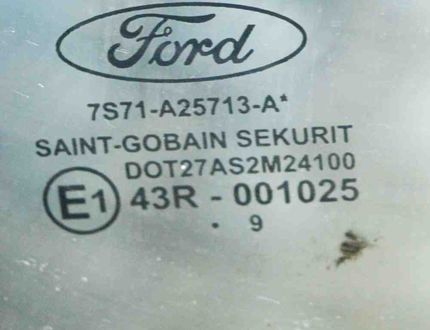 Ford
7S71-A25713-A*
SAINT-GOBAIN SEKURIT
DOT27AS2M24100
E1 43R - 001025
. 9